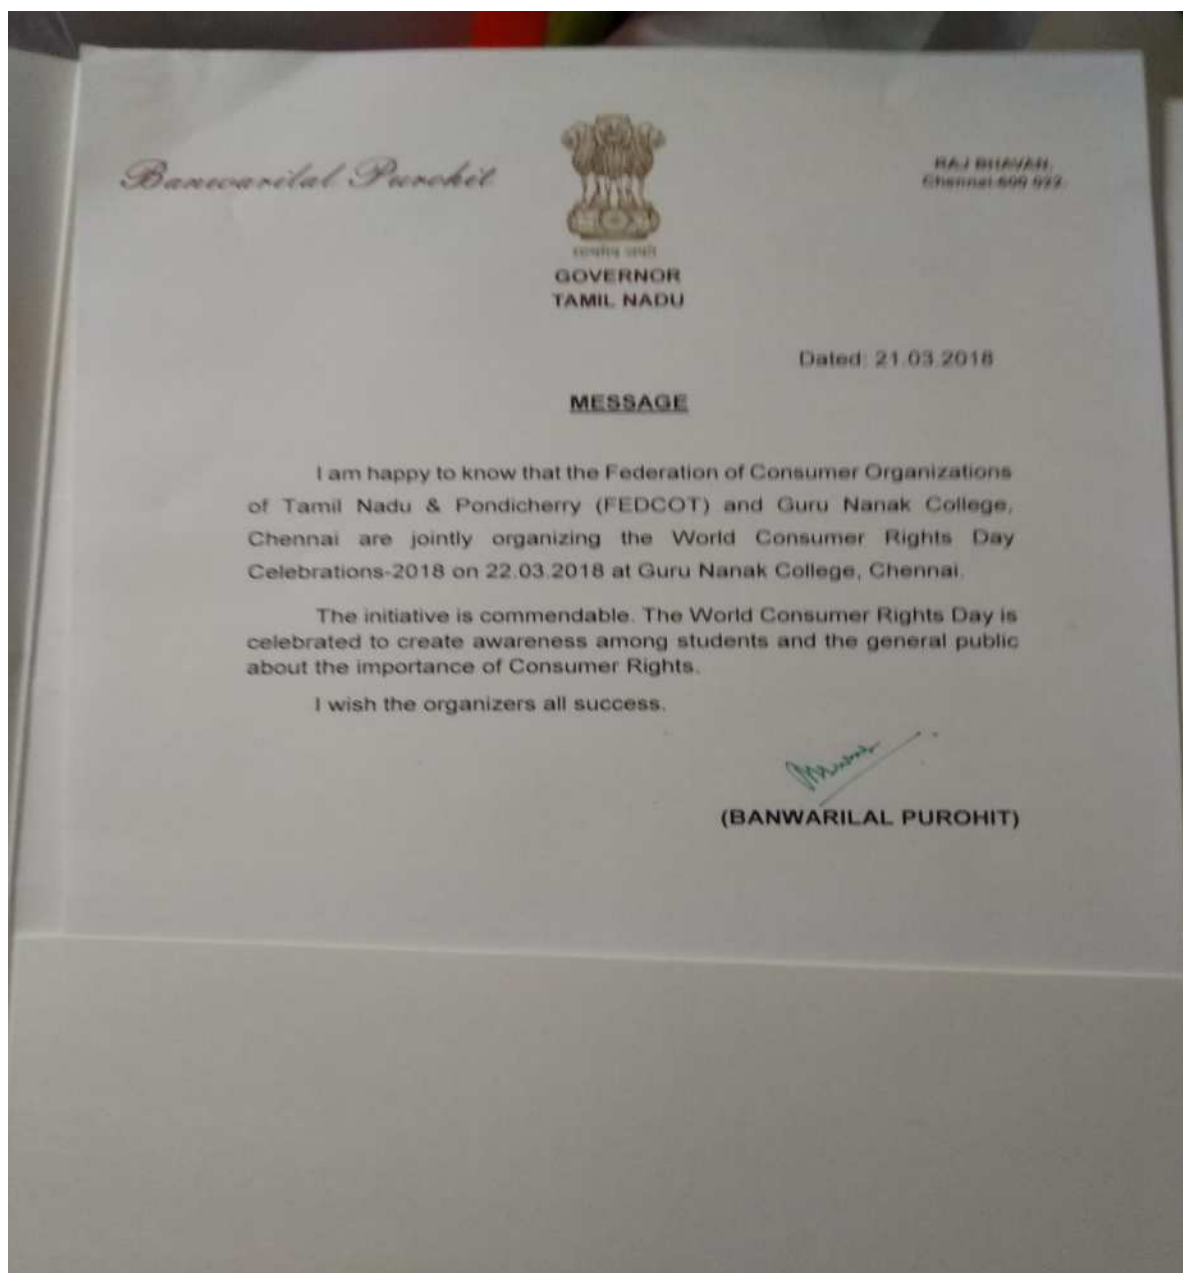 Banwarilal Purohit
RAJ BHAVAN,
Chennai-600 022.
सत्यमेव जयते
GOVERNOR
TAMIL NADU
Dated: 21.03.2018
MESSAGE
I am happy to know that the Federation of Consumer Organizations
of Tamil Nadu & Pondicherry (FEDCOT) and Guru Nanak College,
Chennai are jointly organizing the World Consumer Rights Day
Celebrations-2018 on 22.03.2018 at Guru Nanak College, Chennai.
The initiative is commendable. The World Consumer Rights Day is
celebrated to create awareness among students and the general public
about the importance of Consumer Rights.
I wish the organizers all success.
(BANWARILAL PUROHIT)